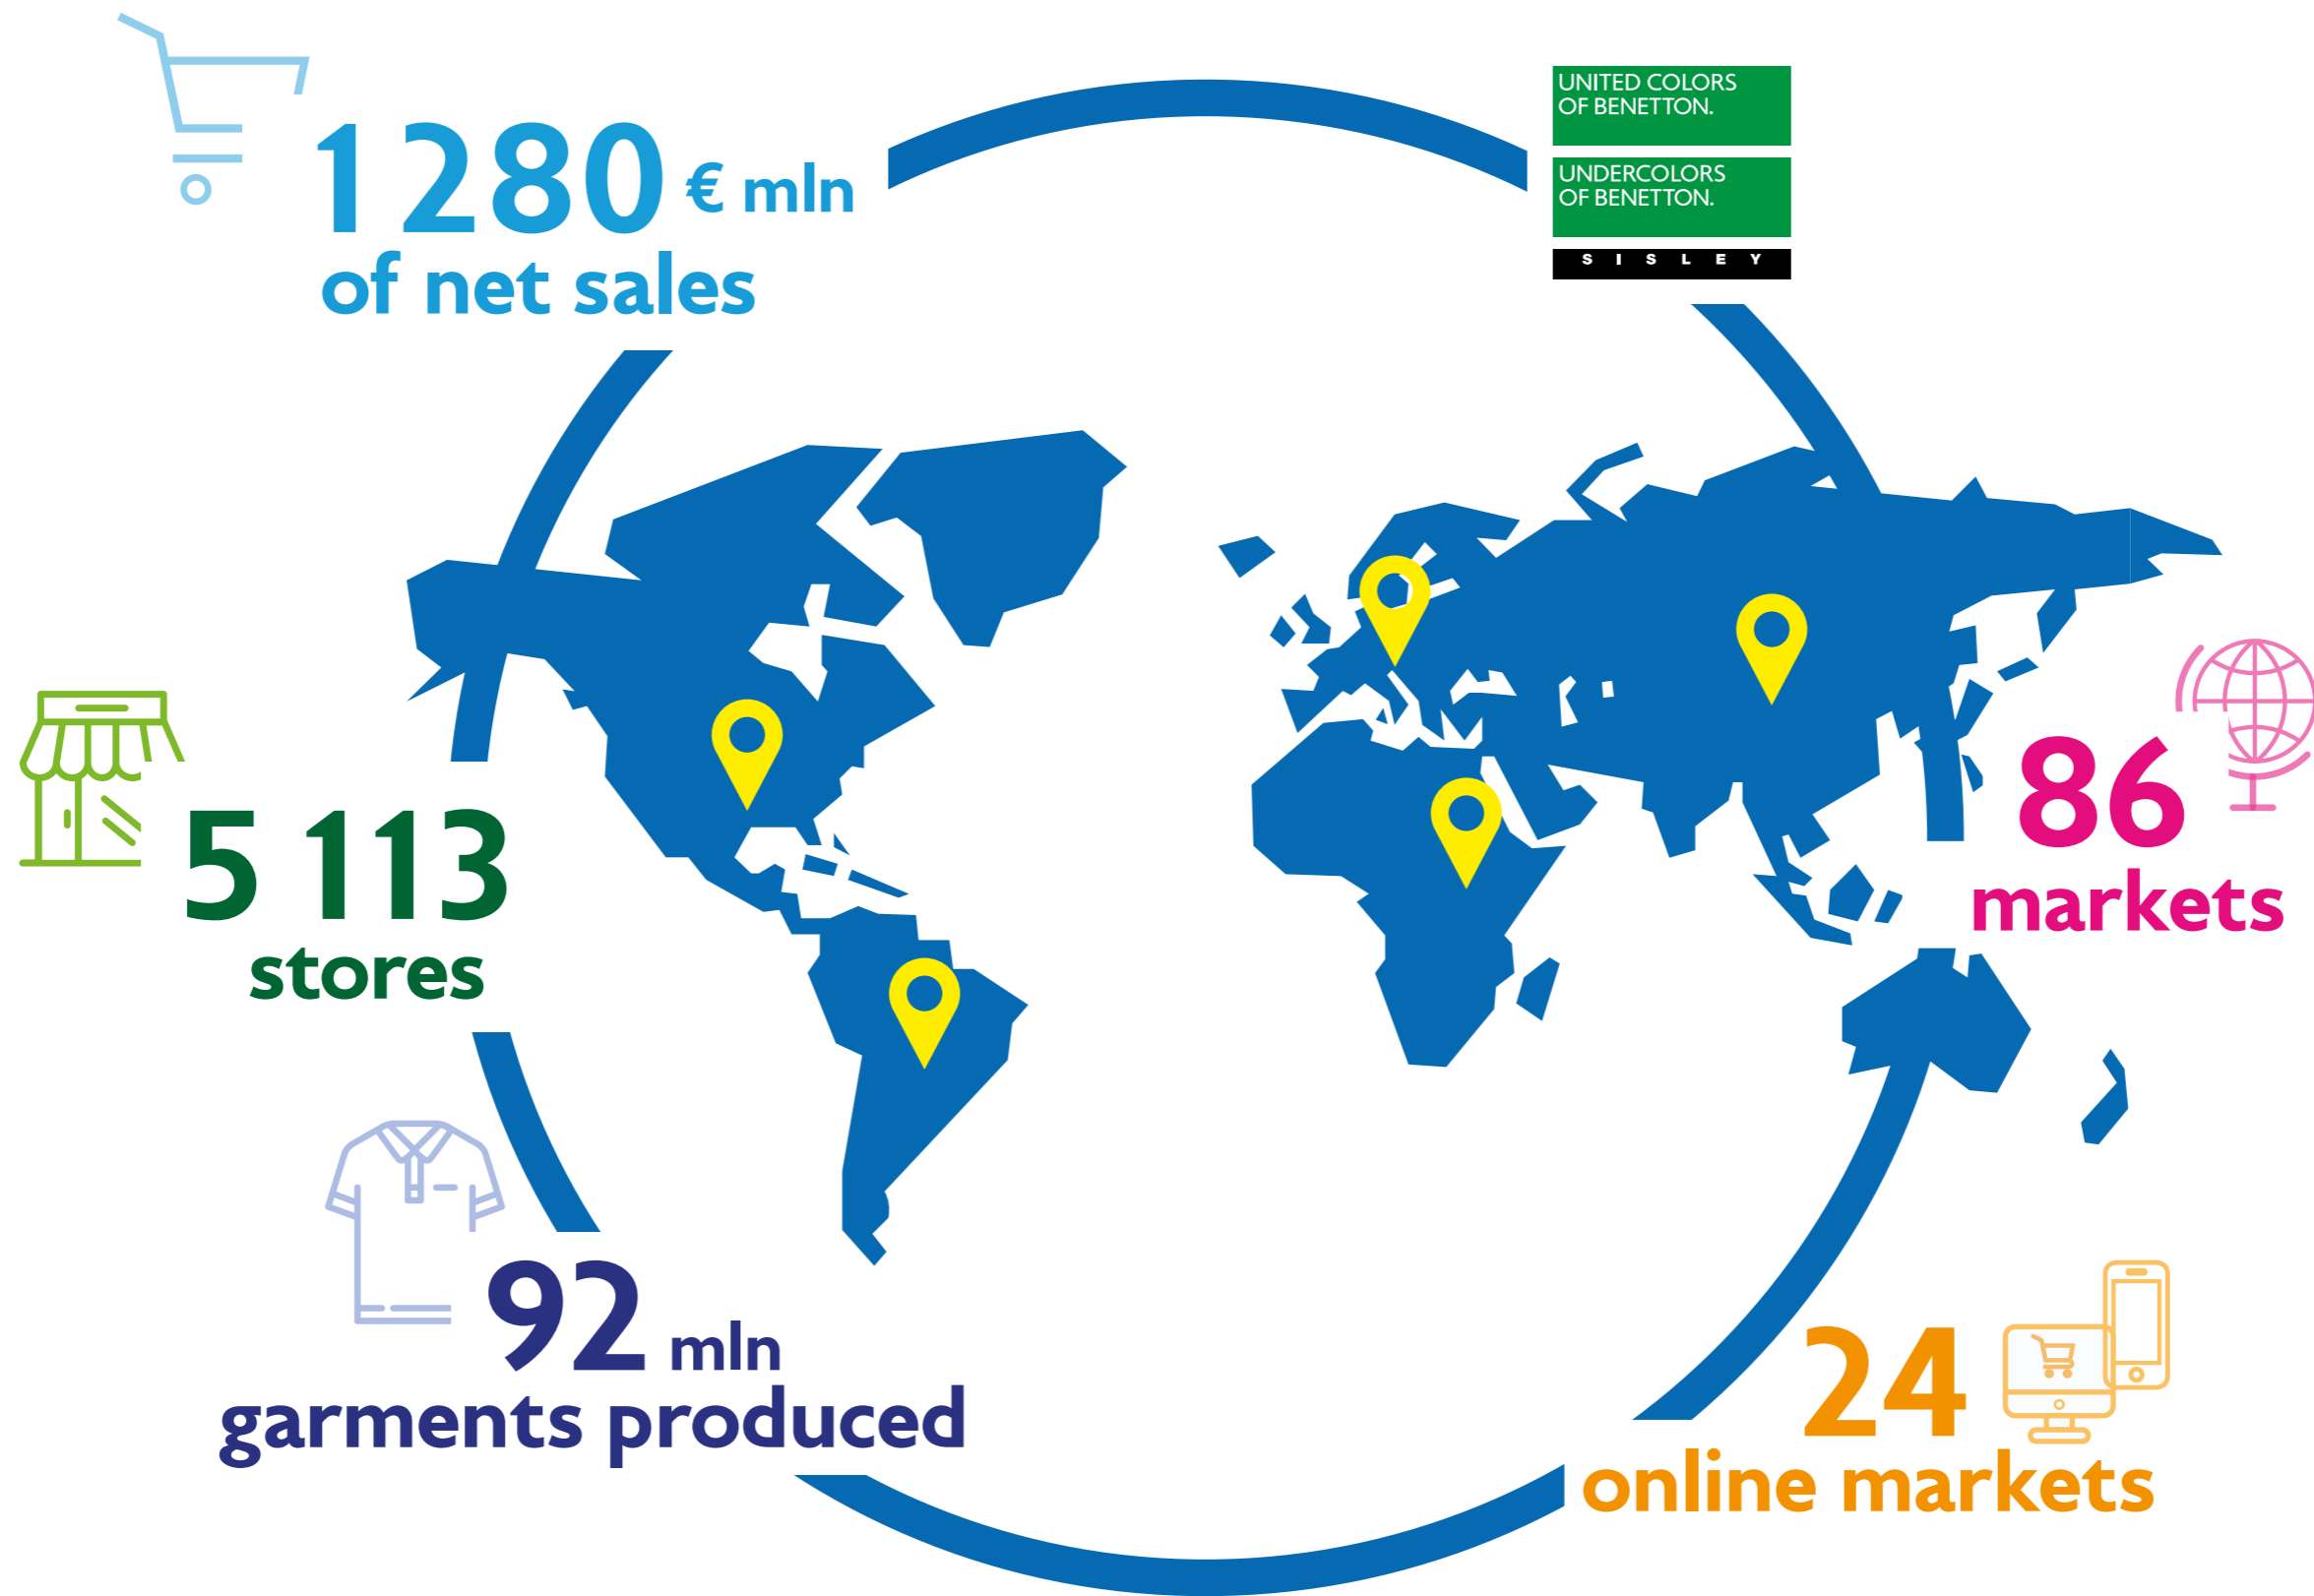 1280 € mln
of net sales
UNITED COLORS
OF BENETTON.
UNDERCOLORS
OF BENETTON.
SISLEY
5 113
stores
86
markets
92 mln
garments produced
24
online markets